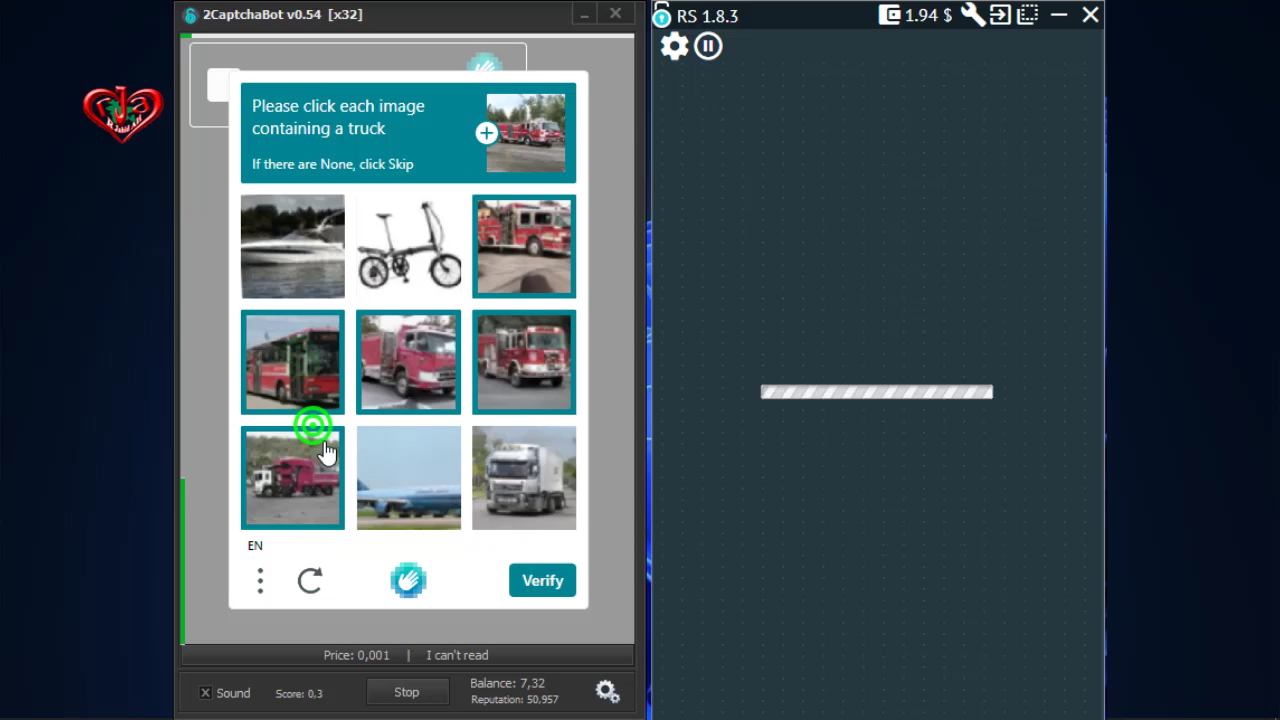 2CaptchaBot v0.54 [x32]
RS 1.8.3
1.94 $
Please click each image
containing a truck
If there are None, click Skip
EN
Verify
Price: 0,001 | I can't read
Sound
Score: 0,3
Stop
Balance: 7,32
Reputation: 50,957